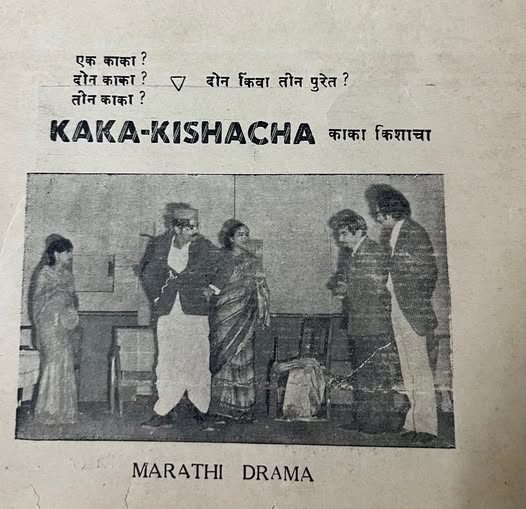 एक काका ?
दोन काका ? ▽ दोन किंवा तीन पुरेत ?
तीन काका ?
KAKA-KISHACHA काका किशाचा
MARATHI DRAMA